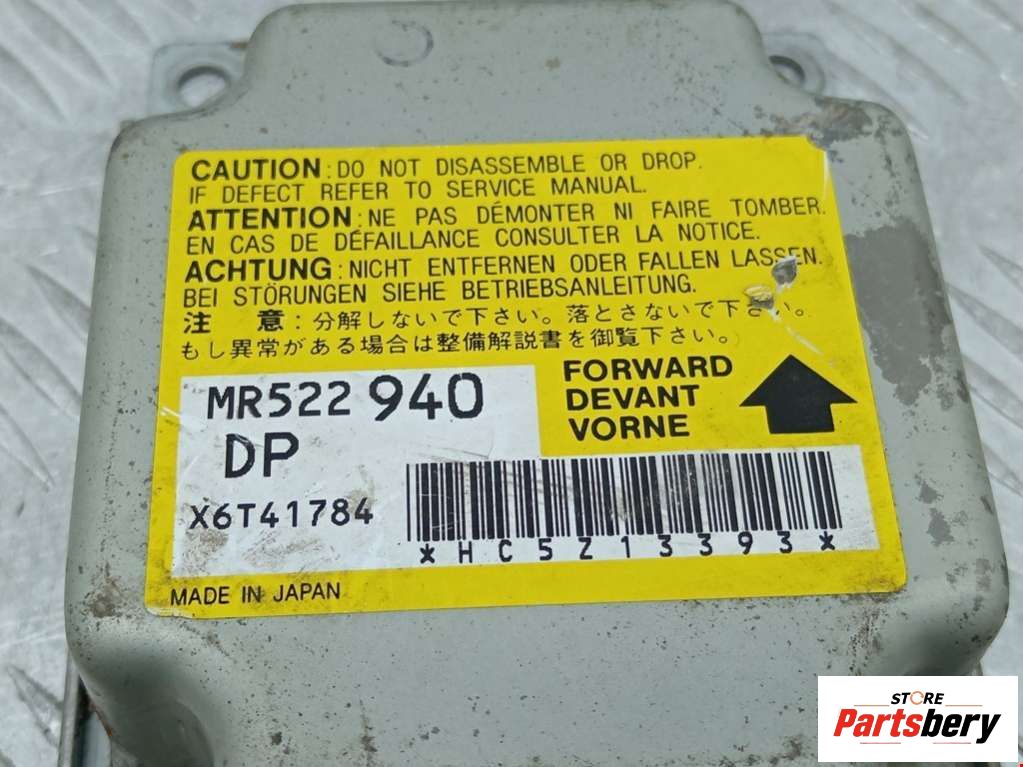 CAUTION: DO NOT DISASSEMBLE OR DROP.
IF DEFECT REFER TO SERVICE MANUAL.
ATTENTION: NE PAS DÉMONTER NI FAIRE TOMBER.
EN CAS DE DÉFAILLANCE CONSULTER LA NOTICE.
ACHTUNG: NICHT ENTFERNEN ODER FALLEN LASSEN.
BEI STÖRUNGEN SIEHE BETRIEBSANLEITUNG.
注 意: 分解しないで下さい。落とさないで下さい。
もし異常がある場合は整備解説書を御覧下さい。
FORWARD
DEVANT
VORNE
MR522 940
DP
X6T41784
*HC5Z13393*
MADE IN JAPAN
STORE
Partsbery